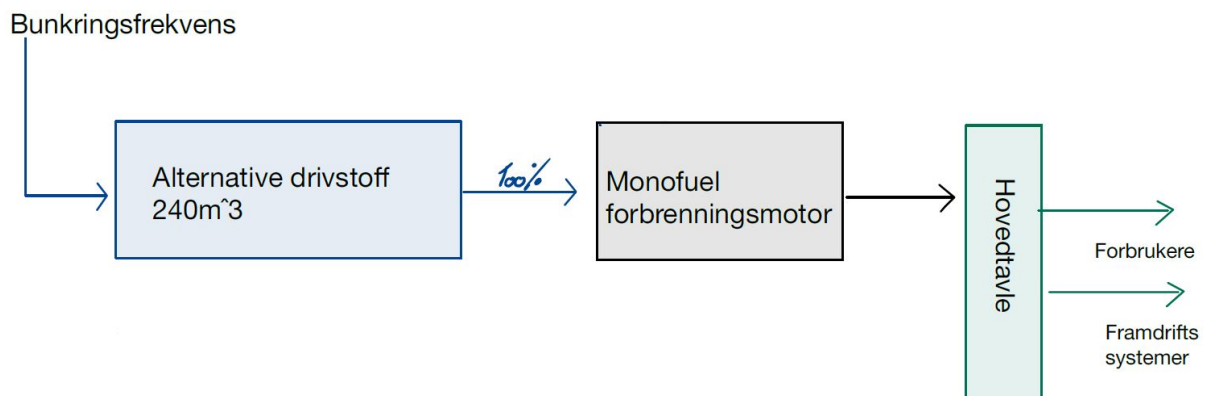 Bunkringsfrekvens
Alternative drivstoff
240m^3
100%
Monofuel
forbrenningsmotor
Hovedtavle
Forbrukere
Framdrifts
systemer